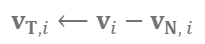 𝐯_{T,i} ⟵ 𝐯_i − 𝐯_{N, i}